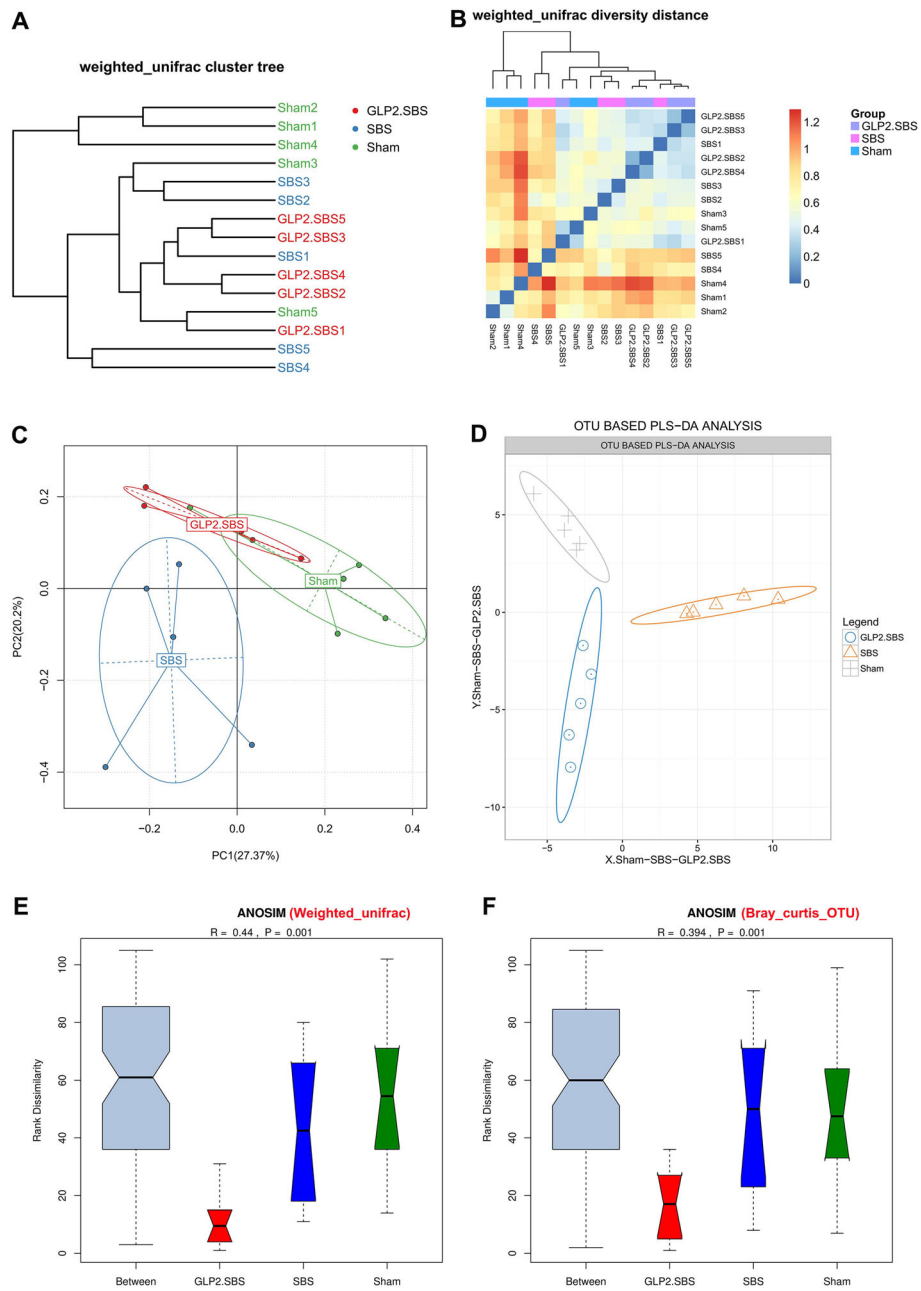 A
weighted_unifrac cluster tree
Sham2
Sham1
Sham4
Sham3
SBS3
SBS2
GLP2.SBS5
GLP2.SBS3
SBS1
GLP2.SBS4
GLP2.SBS2
Sham5
GLP2.SBS1
SBS5
SBS4
GLP2.SBS
SBS
Sham
B
weighted_unifrac diversity distance
GLP2.SBS5
GLP2.SBS3
SBS1
GLP2.SBS2
GLP2.SBS4
SBS3
SBS2
Sham3
Sham5
GLP2.SBS1
SBS5
SBS4
Sham4
Sham1
Sham2
Sham2
Sham1
Sham4
SBS4
SBS5
GLP2.SBS1
Sham5
Sham3
SBS2
SBS3
GLP2.SBS4
GLP2.SBS2
SBS1
GLP2.SBS3
GLP2.SBS5
1.2
1
0.8
0.6
0.4
0.2
0
Group
GLP2.SBS
SBS
Sham
C
PC2(20.2%)
0.2
0.0
−0.2
−0.4
GLP2.SBS
Sham
SBS
−0.2
0.0
0.2
0.4
PC1(27.37%)
D
OTU BASED PLS−DA ANALYSIS
OTU BASED PLS−DA ANALYSIS
Y.Sham−SBS−GLP2.SBS
5
0
−5
−10
−5
0
5
10
X.Sham−SBS−GLP2.SBS
Legend
GLP2.SBS
SBS
Sham
E
ANOSIM (Weighted_unifrac)
R = 0.44 , P = 0.001
Rank Dissimilarity
100
80
60
40
20
0
Between
GLP2.SBS
SBS
Sham
F
ANOSIM (Bray_curtis_OTU)
R = 0.394 , P = 0.001
Rank Dissimilarity
100
80
60
40
20
0
Between
GLP2.SBS
SBS
Sham